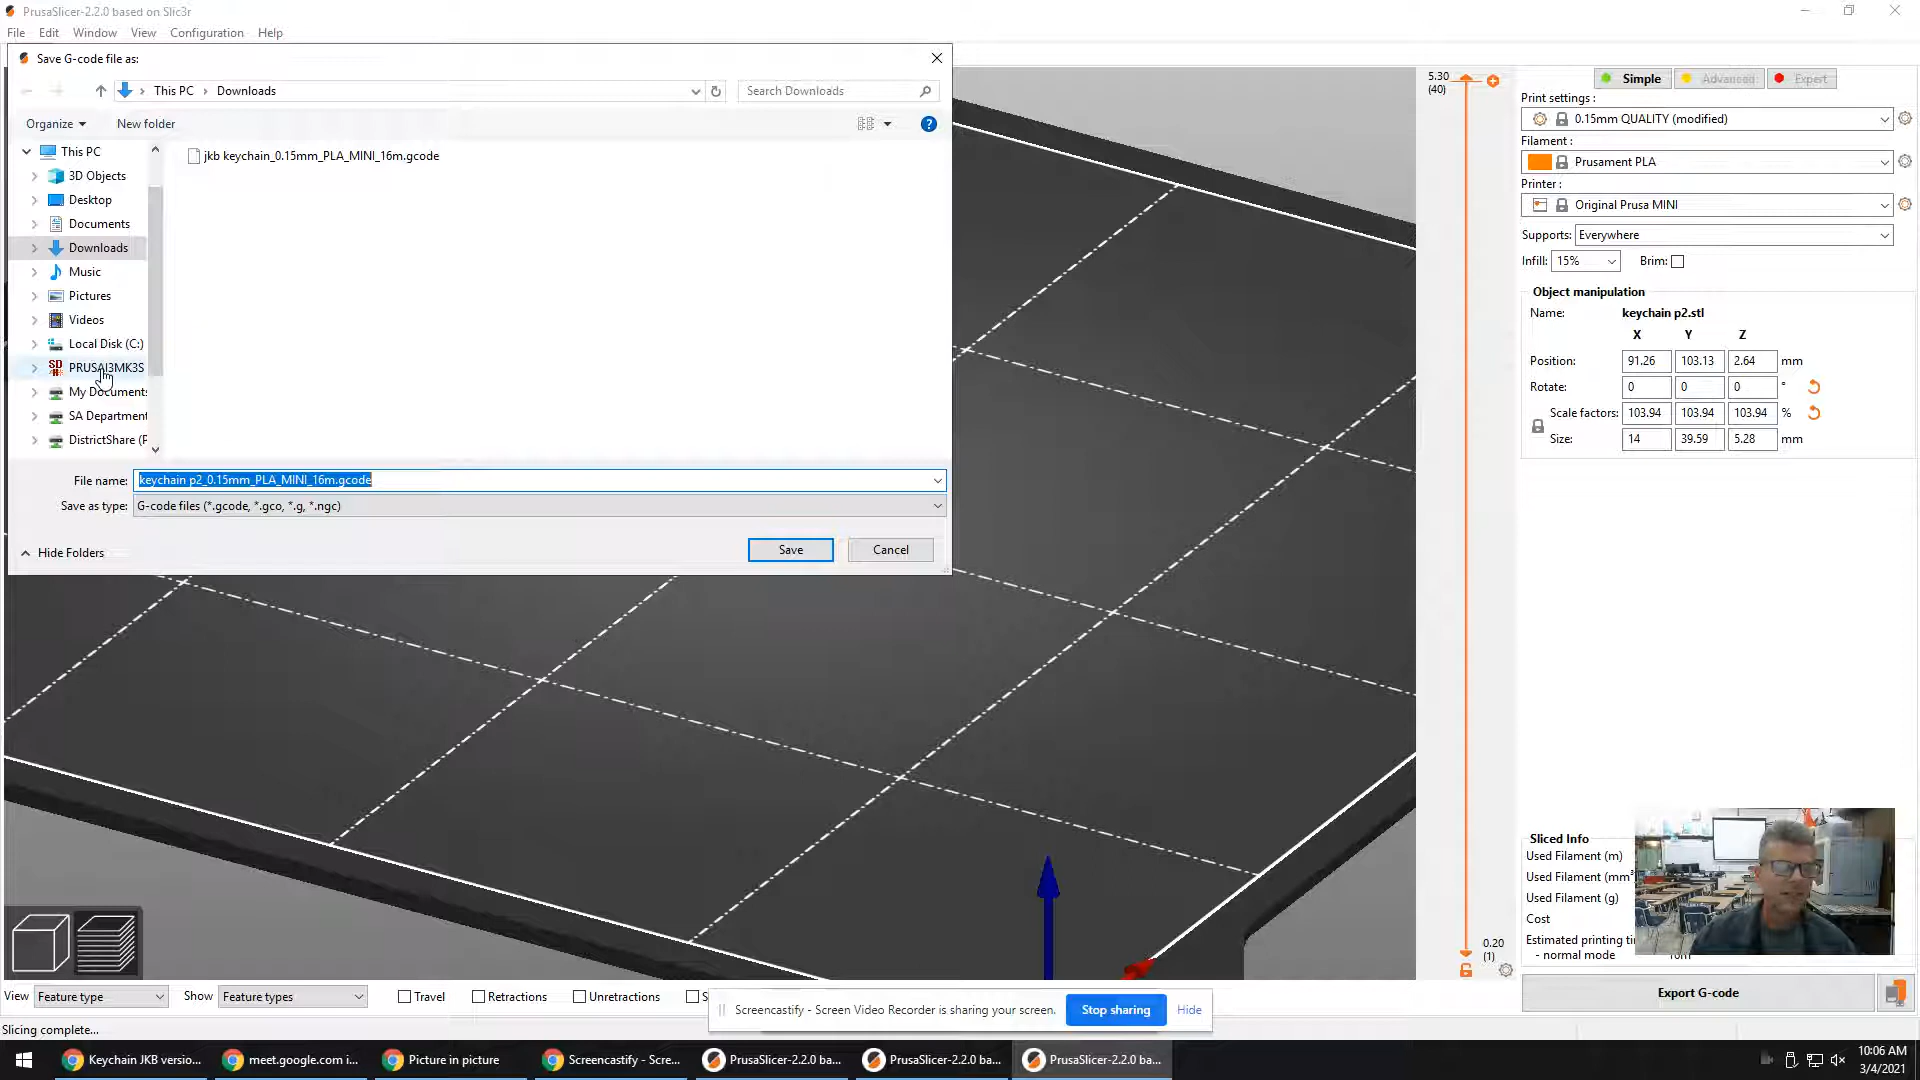 PrusaSlicer-2.2.0 based on Slic3r
File Edit Window View Configuration Help
Save G-code file as:
This PC > Downloads
Search Downloads
Organize
New folder
This PC
3D Objects
Desktop
Documents
Downloads
Music
Pictures
Videos
Local Disk (C:)
PRUSAI3MK3S
My Documents
SA Department
DistrictShare (P
jkb keychain_0.15mm_PLA_MINI_16m.gcode
File name: keychain p2_0.15mm_PLA_MINI_16m.gcode
Save as type: G-code files (*.gcode, *.gco, *.g, *.ngc)
Hide Folders
Save
Cancel
5.30
(40)
0.20
(1)
Simple Advanced Expert
Print settings :
0.15mm QUALITY (modified)
Filament :
Prusament PLA
Printer :
Original Prusa MINI
Supports: Everywhere
Infill: 15% Brim:
Object manipulation
Name: keychain p2.stl
X Y Z
Position: 91.26 103.13 2.64 mm
Rotate: 0 0 0 °
Scale factors: 103.94 103.94 103.94 %
Size: 14 39.59 5.28 mm
Sliced Info
Used Filament (m)
Used Filament (mm³
Used Filament (g)
Cost
Estimated printing ti
- normal mode
Export G-code
View Feature type Show Feature types Travel Retractions Unretractions S
Screencastify - Screen Video Recorder is sharing your screen. Stop sharing Hide
Slicing complete...
Keychain JKB versio... meet.google.com i... Picture in picture Screencastify - Scre... PrusaSlicer-2.2.0 ba... PrusaSlicer-2.2.0 ba... PrusaSlicer-2.2.0 ba...
10:06 AM
3/4/2021